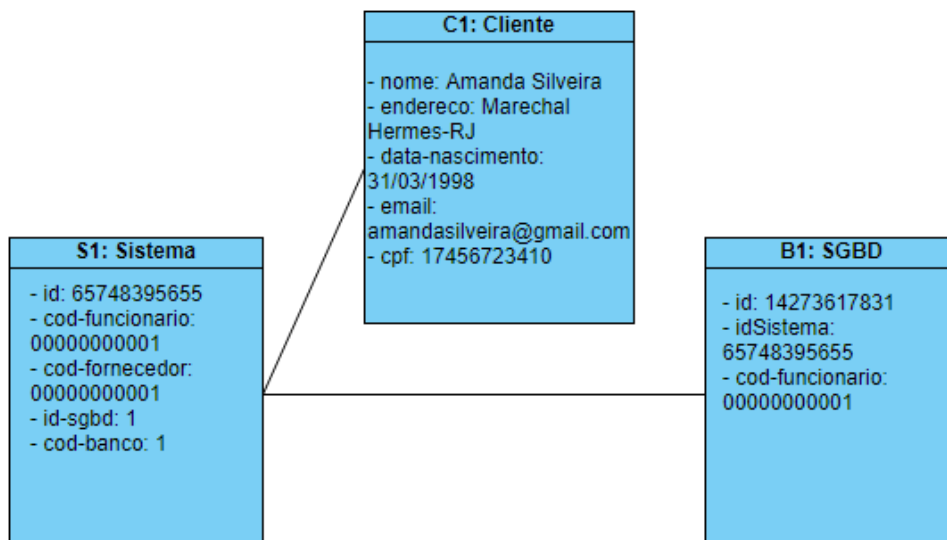 C1: Cliente
- nome: Amanda Silveira
- endereco: Marechal
Hermes-RJ
- data-nascimento:
31/03/1998
- email:
amandasilveira@gmail.com
- cpf: 17456723410
S1: Sistema
- id: 65748395655
- cod-funcionario:
00000000001
- cod-fornecedor:
00000000001
- id-sgbd: 1
- cod-banco: 1
B1: SGBD
- id: 14273617831
- idSistema:
65748395655
- cod-funcionario:
00000000001